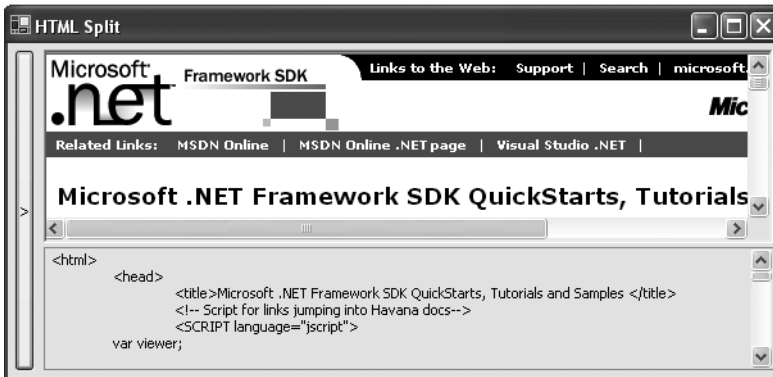 HTML Split
Microsoft
.net
Framework SDK
Links to the Web: Support | Search | microsoft.
Mic
Related Links: MSDN Online | MSDN Online .NET page | Visual Studio .NET |
Microsoft .NET Framework SDK QuickStarts, Tutorials
>
<html>
<head>
<title>Microsoft .NET Framework SDK QuickStarts, Tutorials and Samples </title>
<!-- Script for links jumping into Havana docs-->
<SCRIPT language="jscript">
var viewer;